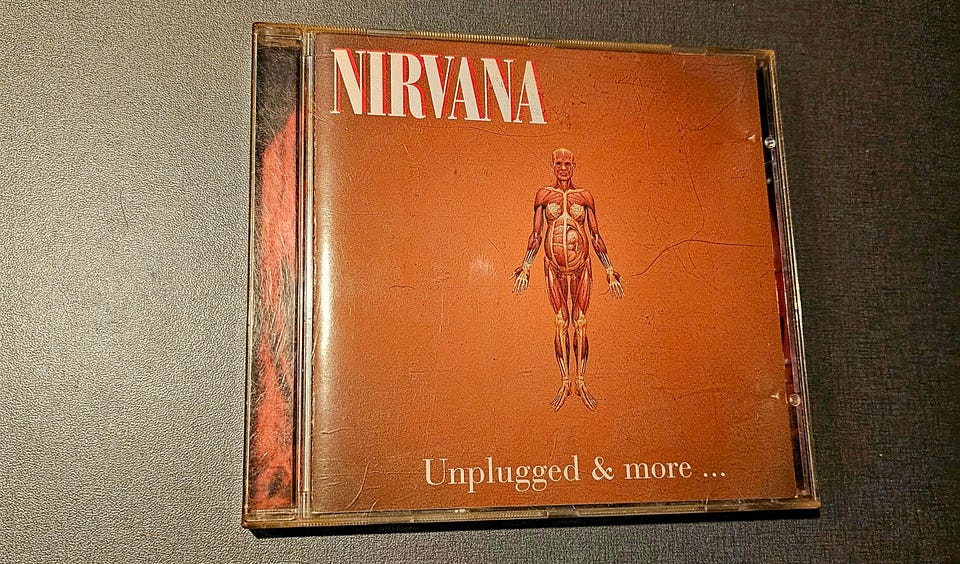 NIRVANA
Unplugged & more ...